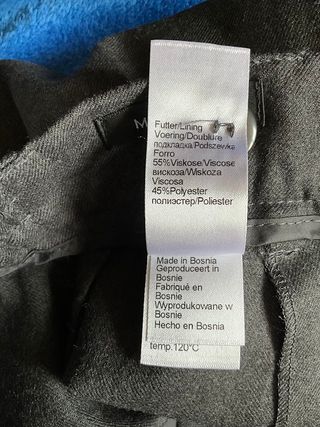 M
Futter/Lining
Voering/Doublure
подкладка/Podszewka
Forro
55%Viskose/Viscose
вискоза/Wiskoza
Viscosa
45%Polyester
полиэстер/Poliester
Made in Bosnia
Geproduceert in
Bosnie
Fabriqué en
Bosnie
Wyprodukowane w
Bosnie
Hecho en Bosnia
temp.120°C